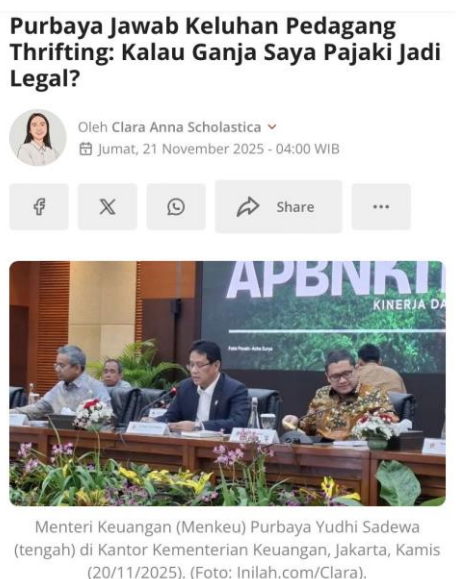 Purbaya Jawab Keluhan Pedagang
Thrifting: Kalau Ganja Saya Pajaki Jadi
Legal?
Oleh Clara Anna Scholastica
Jumat, 21 November 2025 - 04:00 WIB
Share
APBNKIT
KINERJA DA
Menteri Keuangan (Menkeu) Purbaya Yudhi Sadewa
(tengah) di Kantor Kementerian Keuangan, Jakarta, Kamis
(20/11/2025). (Foto: Inilah.com/Clara).